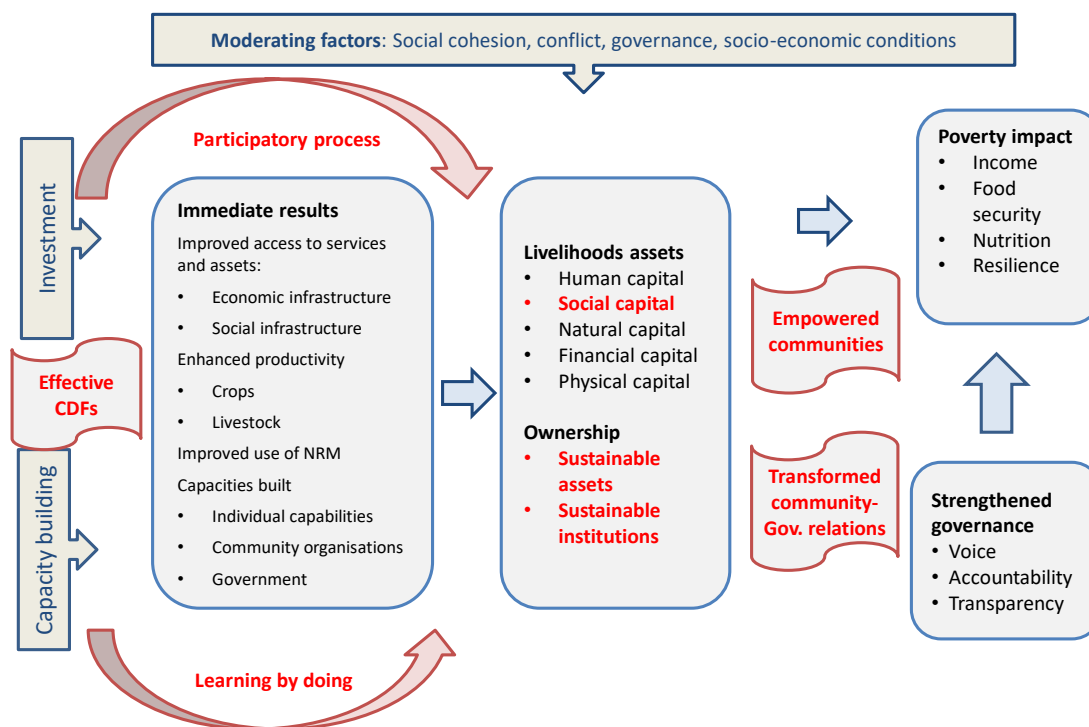 Moderating factors: Social cohesion, conflict, governance, socio-economic conditions
Participatory process
Investment
Effective
CDFs
Capacity building
Immediate results
Improved access to services
and assets:
• Economic infrastructure
• Social infrastructure
Enhanced productivity
• Crops
• Livestock
Improved use of NRM
Capacities built
• Individual capabilities
• Community organisations
• Government
Learning by doing
Livelihoods assets
• Human capital
• Social capital
• Natural capital
• Financial capital
• Physical capital
Ownership
• Sustainable
assets
• Sustainable
institutions
Empowered
communities
Transformed
community-
Gov. relations
Poverty impact
• Income
• Food
security
• Nutrition
• Resilience
Strengthened
governance
• Voice
• Accountability
• Transparency